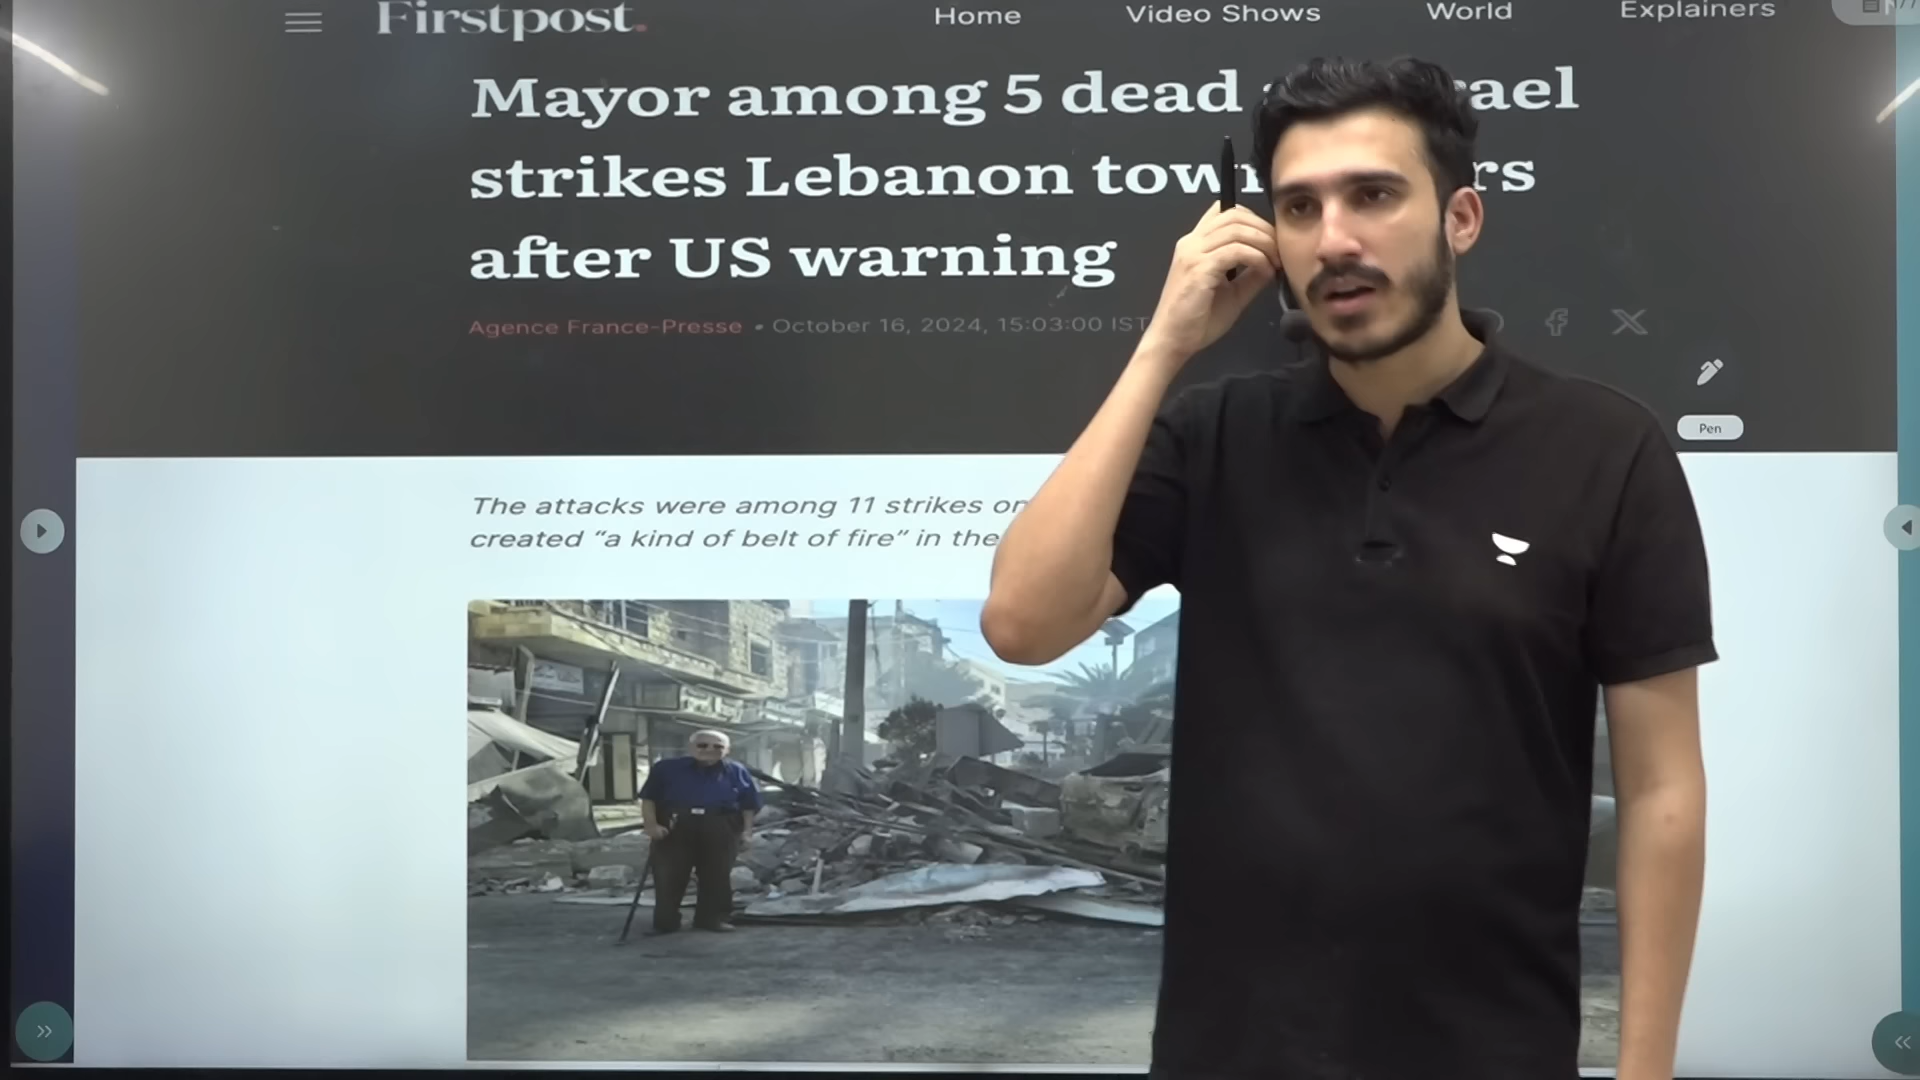 Firstpost.
Home
Video Shows
World
Explainers
Mayor among 5 dead
strikes Lebanon
after US warning
Agence France-Presse • October 16, 2024, 15:03:00 IST
Pen
The attacks were among 11 strikes
created “a kind of belt of fire” in the